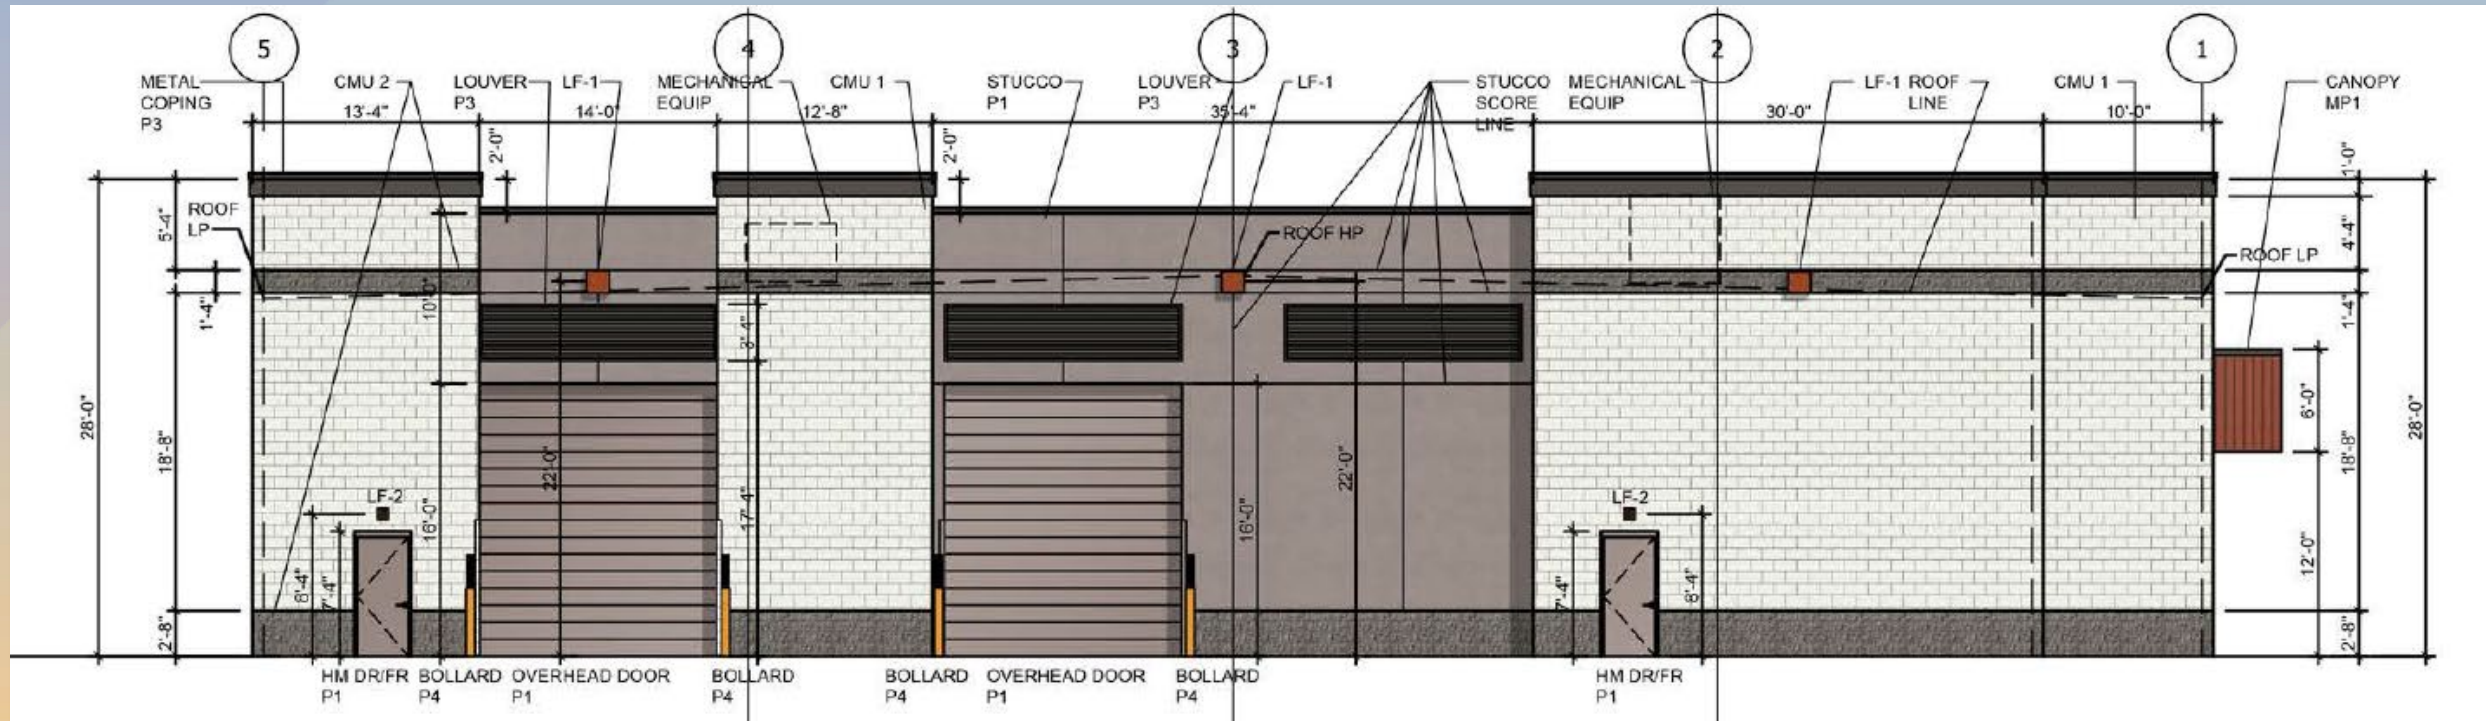 5
4
3
2
1
METAL COPING P3
CMU 2
LOUVER P3
LF-1
MECHANICAL EQUIP
CMU 1
STUCCO P1
LOUVER P3
LF-1
STUCCO SCORE LINE
MECHANICAL EQUIP
LF-1
ROOF LINE
CMU 1
CANOPY MP1
13'-4"
14'-0"
12'-8"
35'-4"
30'-0"
10'-0"
2'-0"
2'-0"
1'-0"
ROOF LP
5'-4"
1'-4"
10'-0"
ROOF HP
4'-4"
ROOF LP
1'-4"
3'-4"
28'-0"
18'-8"
2'-8"
LF-2
8'-4"
7'-4"
16'-0"
22'-0"
17'-4"
16'-0"
22'-0"
LF-2
7'-4"
8'-4"
6'-0"
12'-0"
18'-8"
2'-8"
28'-0"
HM DR/FR P1
BOLLARD P4
OVERHEAD DOOR P1
BOLLARD P4
BOLLARD P4
OVERHEAD DOOR P1
BOLLARD P4
HM DR/FR P1